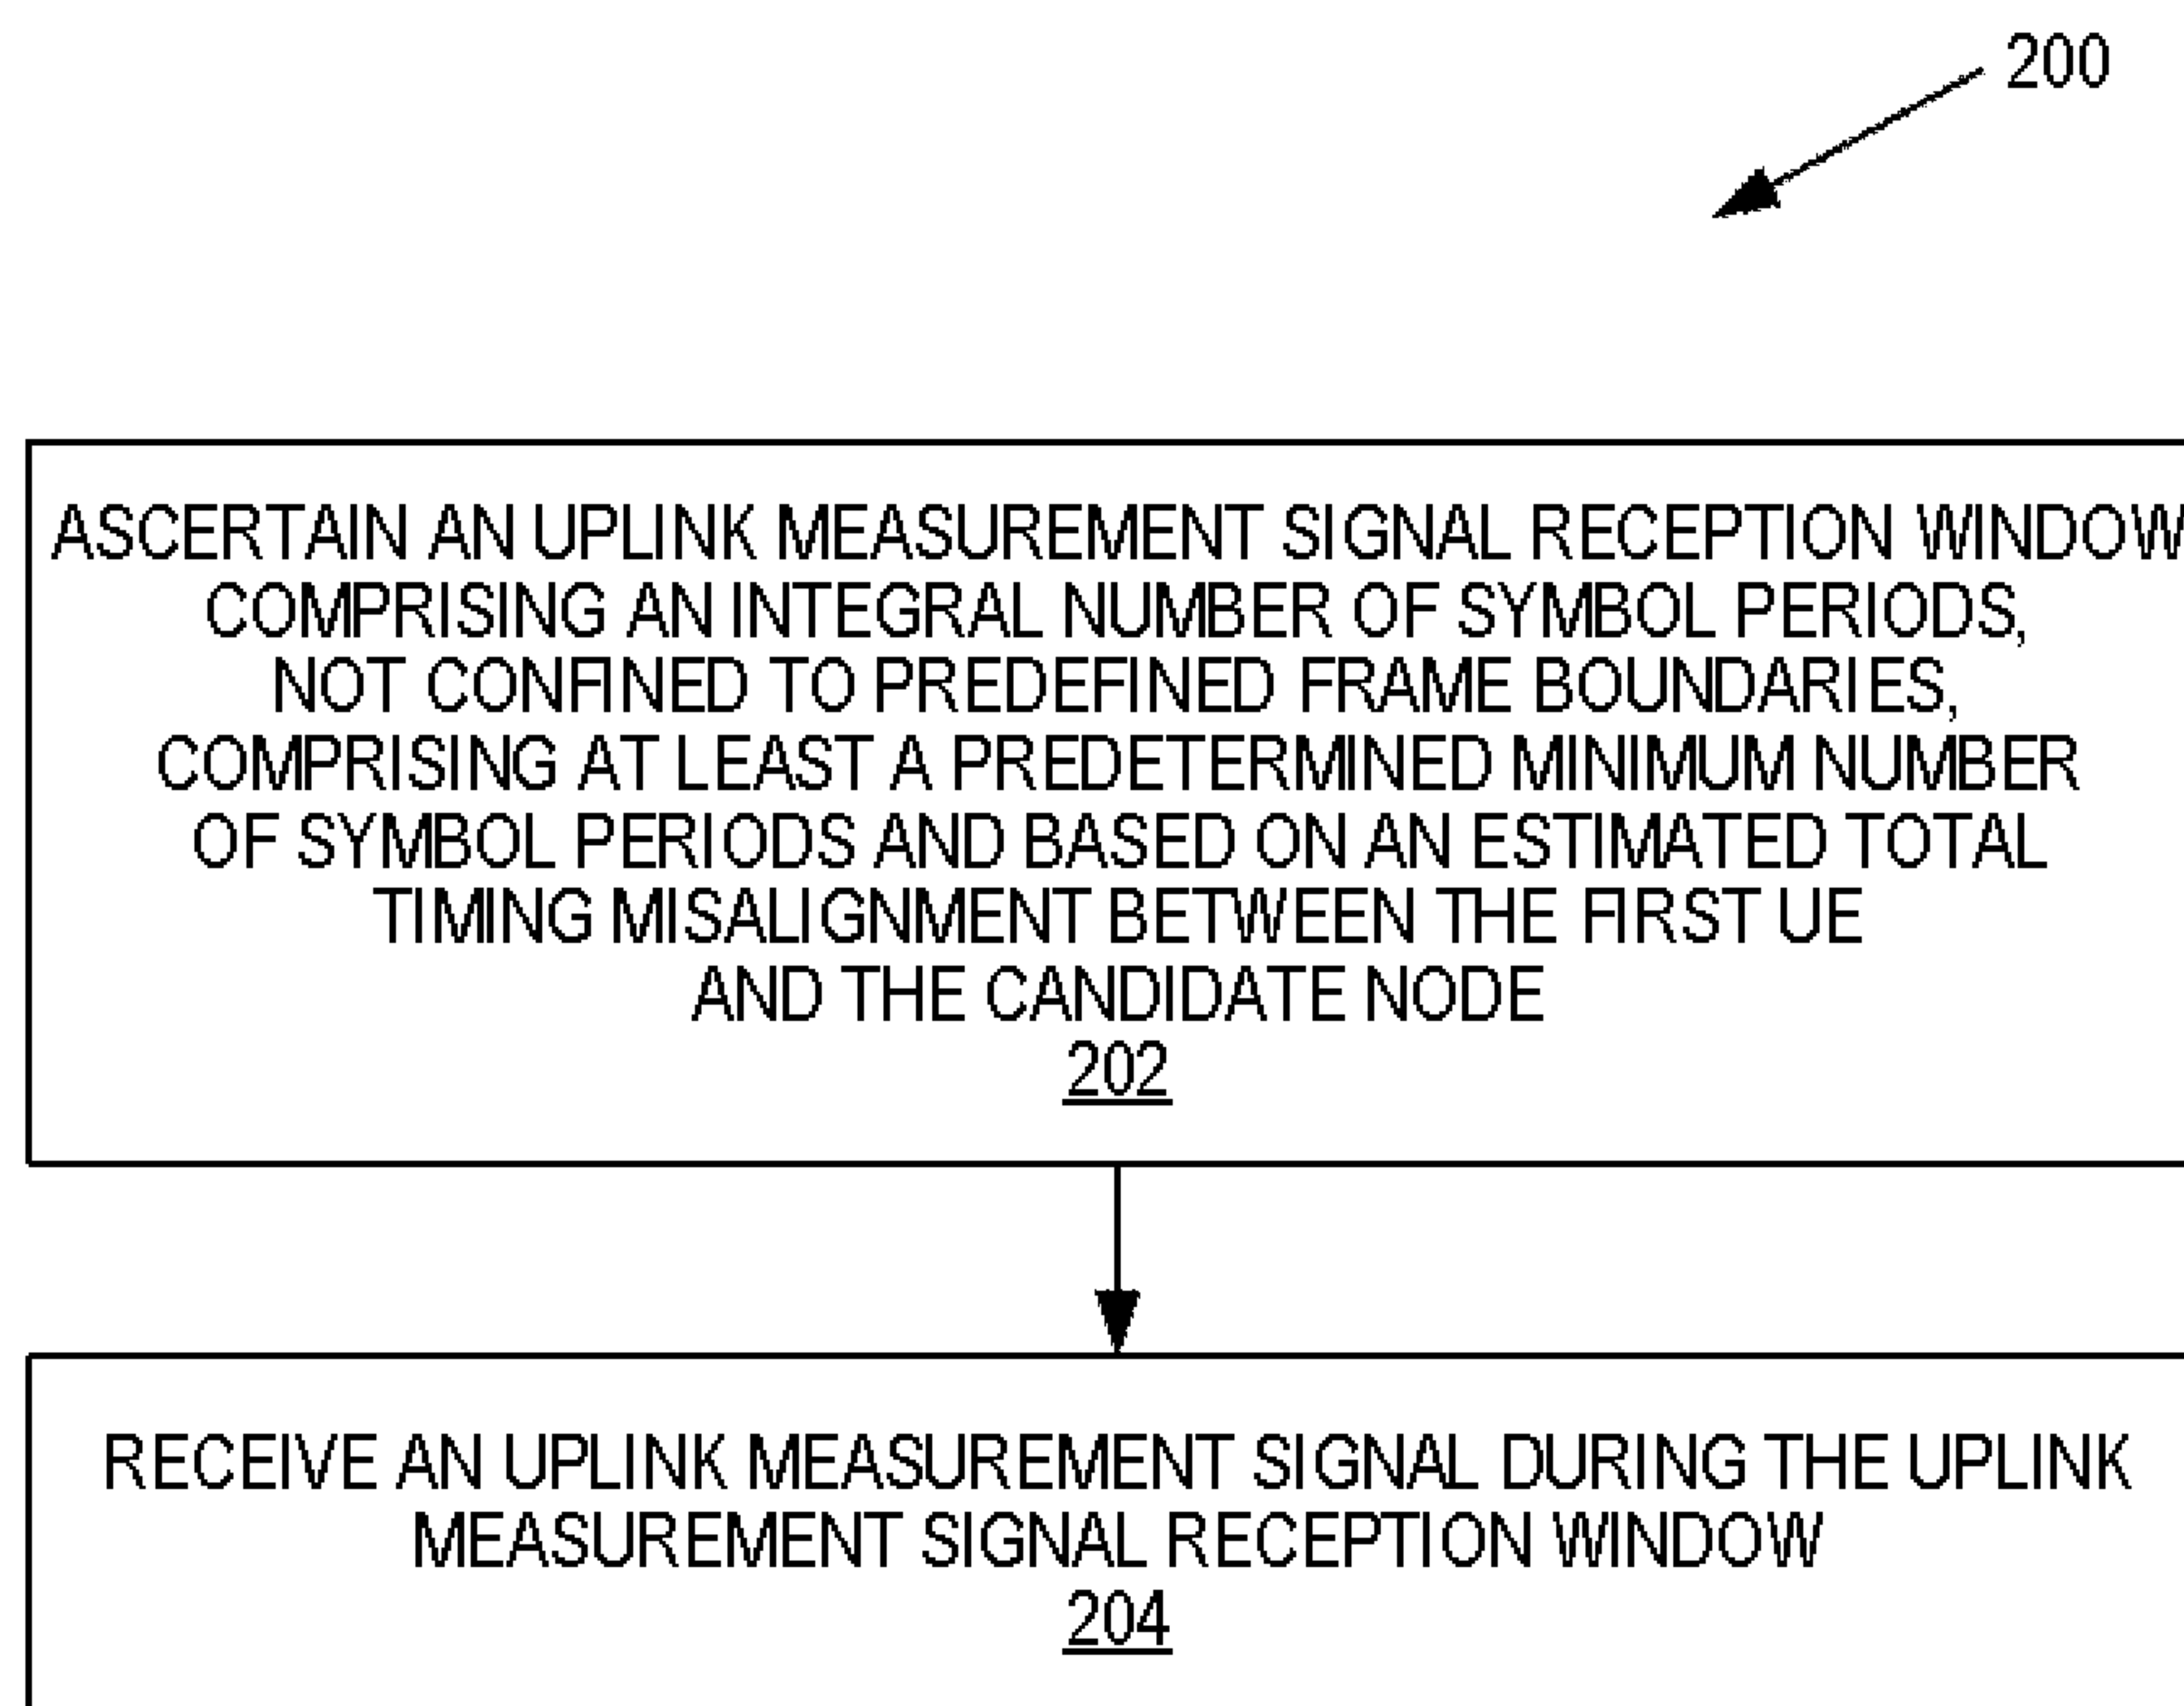 200
ASCERTAIN AN UPLINK MEASUREMENT SIGNAL RECEPTION WINDOW
COMPRISING AN INTEGRAL NUMBER OF SYMBOL PERIODS,
NOT CONFINED TO PREDEFINED FRAME BOUNDARIES,
COMPRISING AT LEAST A PREDETERMINED MINIMUM NUMBER
OF SYMBOL PERIODS AND BASED ON AN ESTIMATED TOTAL
TIMING MISALIGNMENT BETWEEN THE FIRST UE
AND THE CANDIDATE NODE
202
RECEIVE AN UPLINK MEASUREMENT SIGNAL DURING THE UPLINK
MEASUREMENT SIGNAL RECEPTION WINDOW
204